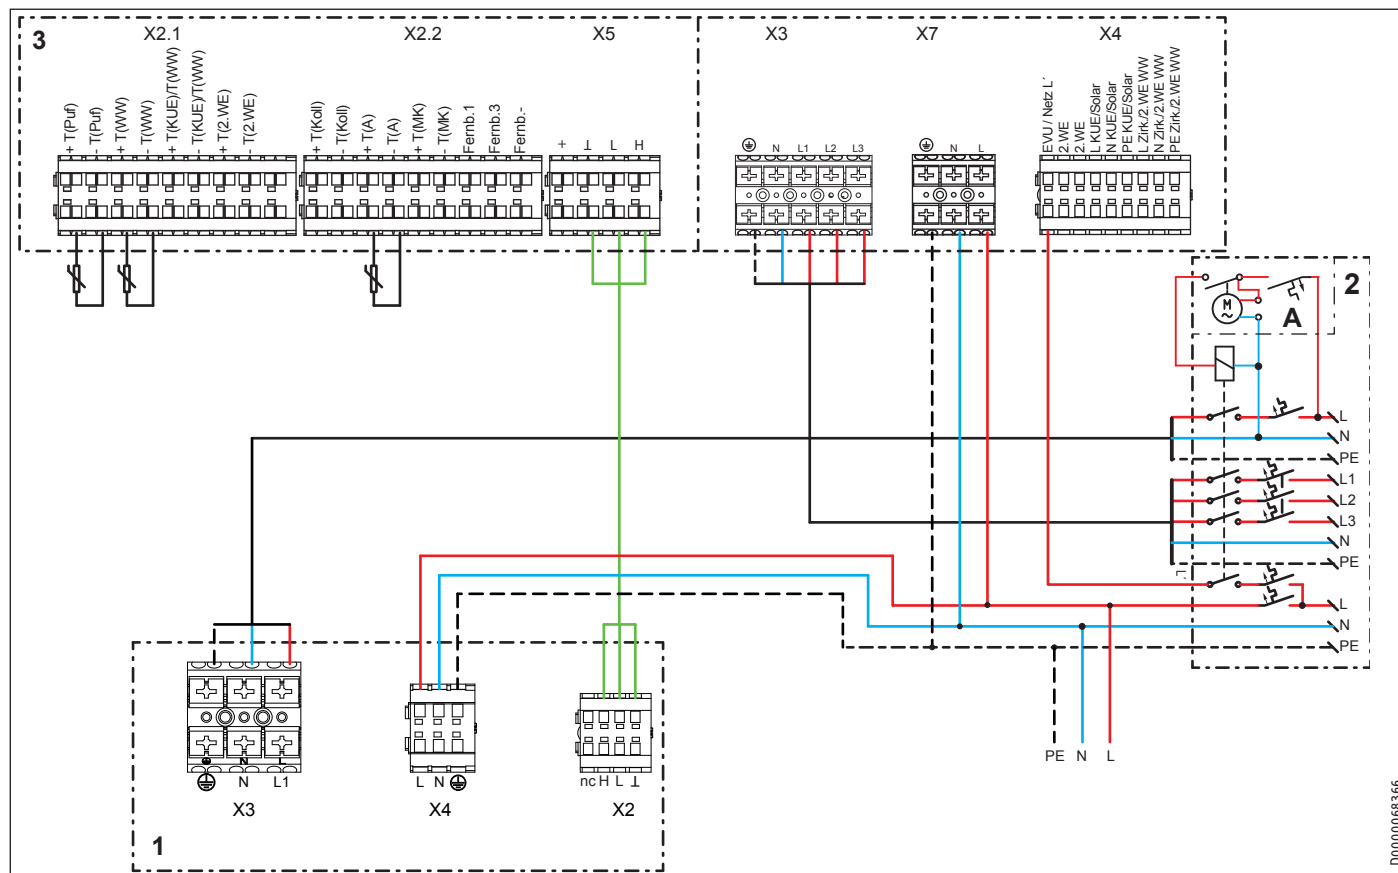 3
X2.1
X2.2
X5
X3
X7
X4
+ T(Puf)
- T(Puf)
+ T(WW)
- T(WW)
+ T(KUE)/T(WW)
- T(KUE)/T(WW)
+ T(2.WE)
- T(2.WE)
+ T(Koll)
- T(Koll)
+ T(A)
- T(A)
+ T(MK)
- T(MK)
Fernb.1
Fernb.3
Fernb.-
+ ⊥ L H
N L1 L2 L3
N L
EVU / Netz L´
2.WE
2.WE
L KUE/Solar
N KUE/Solar
PE KUE/Solar
L Zirk./2.WE WW
N Zirk./2.WE WW
PE Zirk./2.WE WW
2
M
~
A
L
N
PE
L1
L2
L3
N
PE
L'
L
N
PE
PE N L
N L
N L1
X3
L N
X4
nc H L ⊥
X2
1
D0000068366